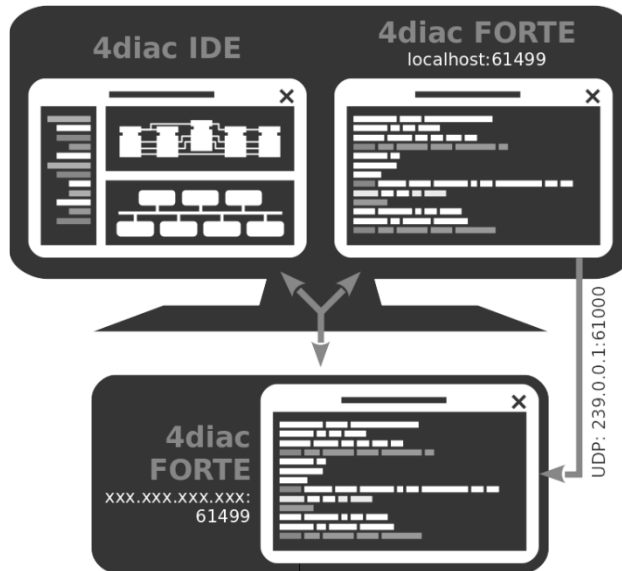 4diac IDE
4diac FORTE
localhost:61499
UDP: 239.0.0.1:61000
4diac
FORTE
xxx.xxx.xxx.xxx:
61499